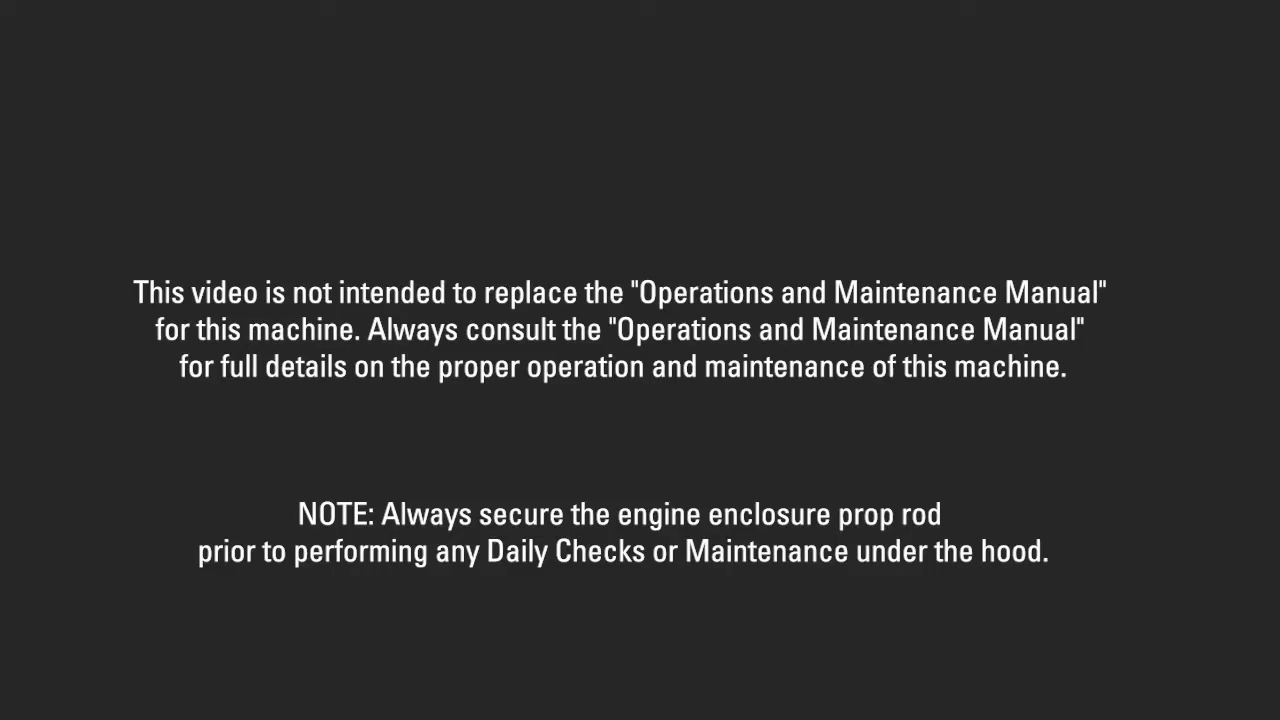 This video is not intended to replace the "Operations and Maintenance Manual"
for this machine. Always consult the "Operations and Maintenance Manual"
for full details on the proper operation and maintenance of this machine.
NOTE: Always secure the engine enclosure prop rod
prior to performing any Daily Checks or Maintenance under the hood.